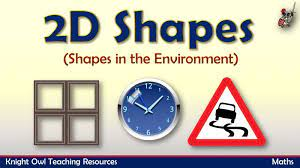 2D Shapes
(Shapes in the Environment)
Knight Owl Teaching Resources Maths